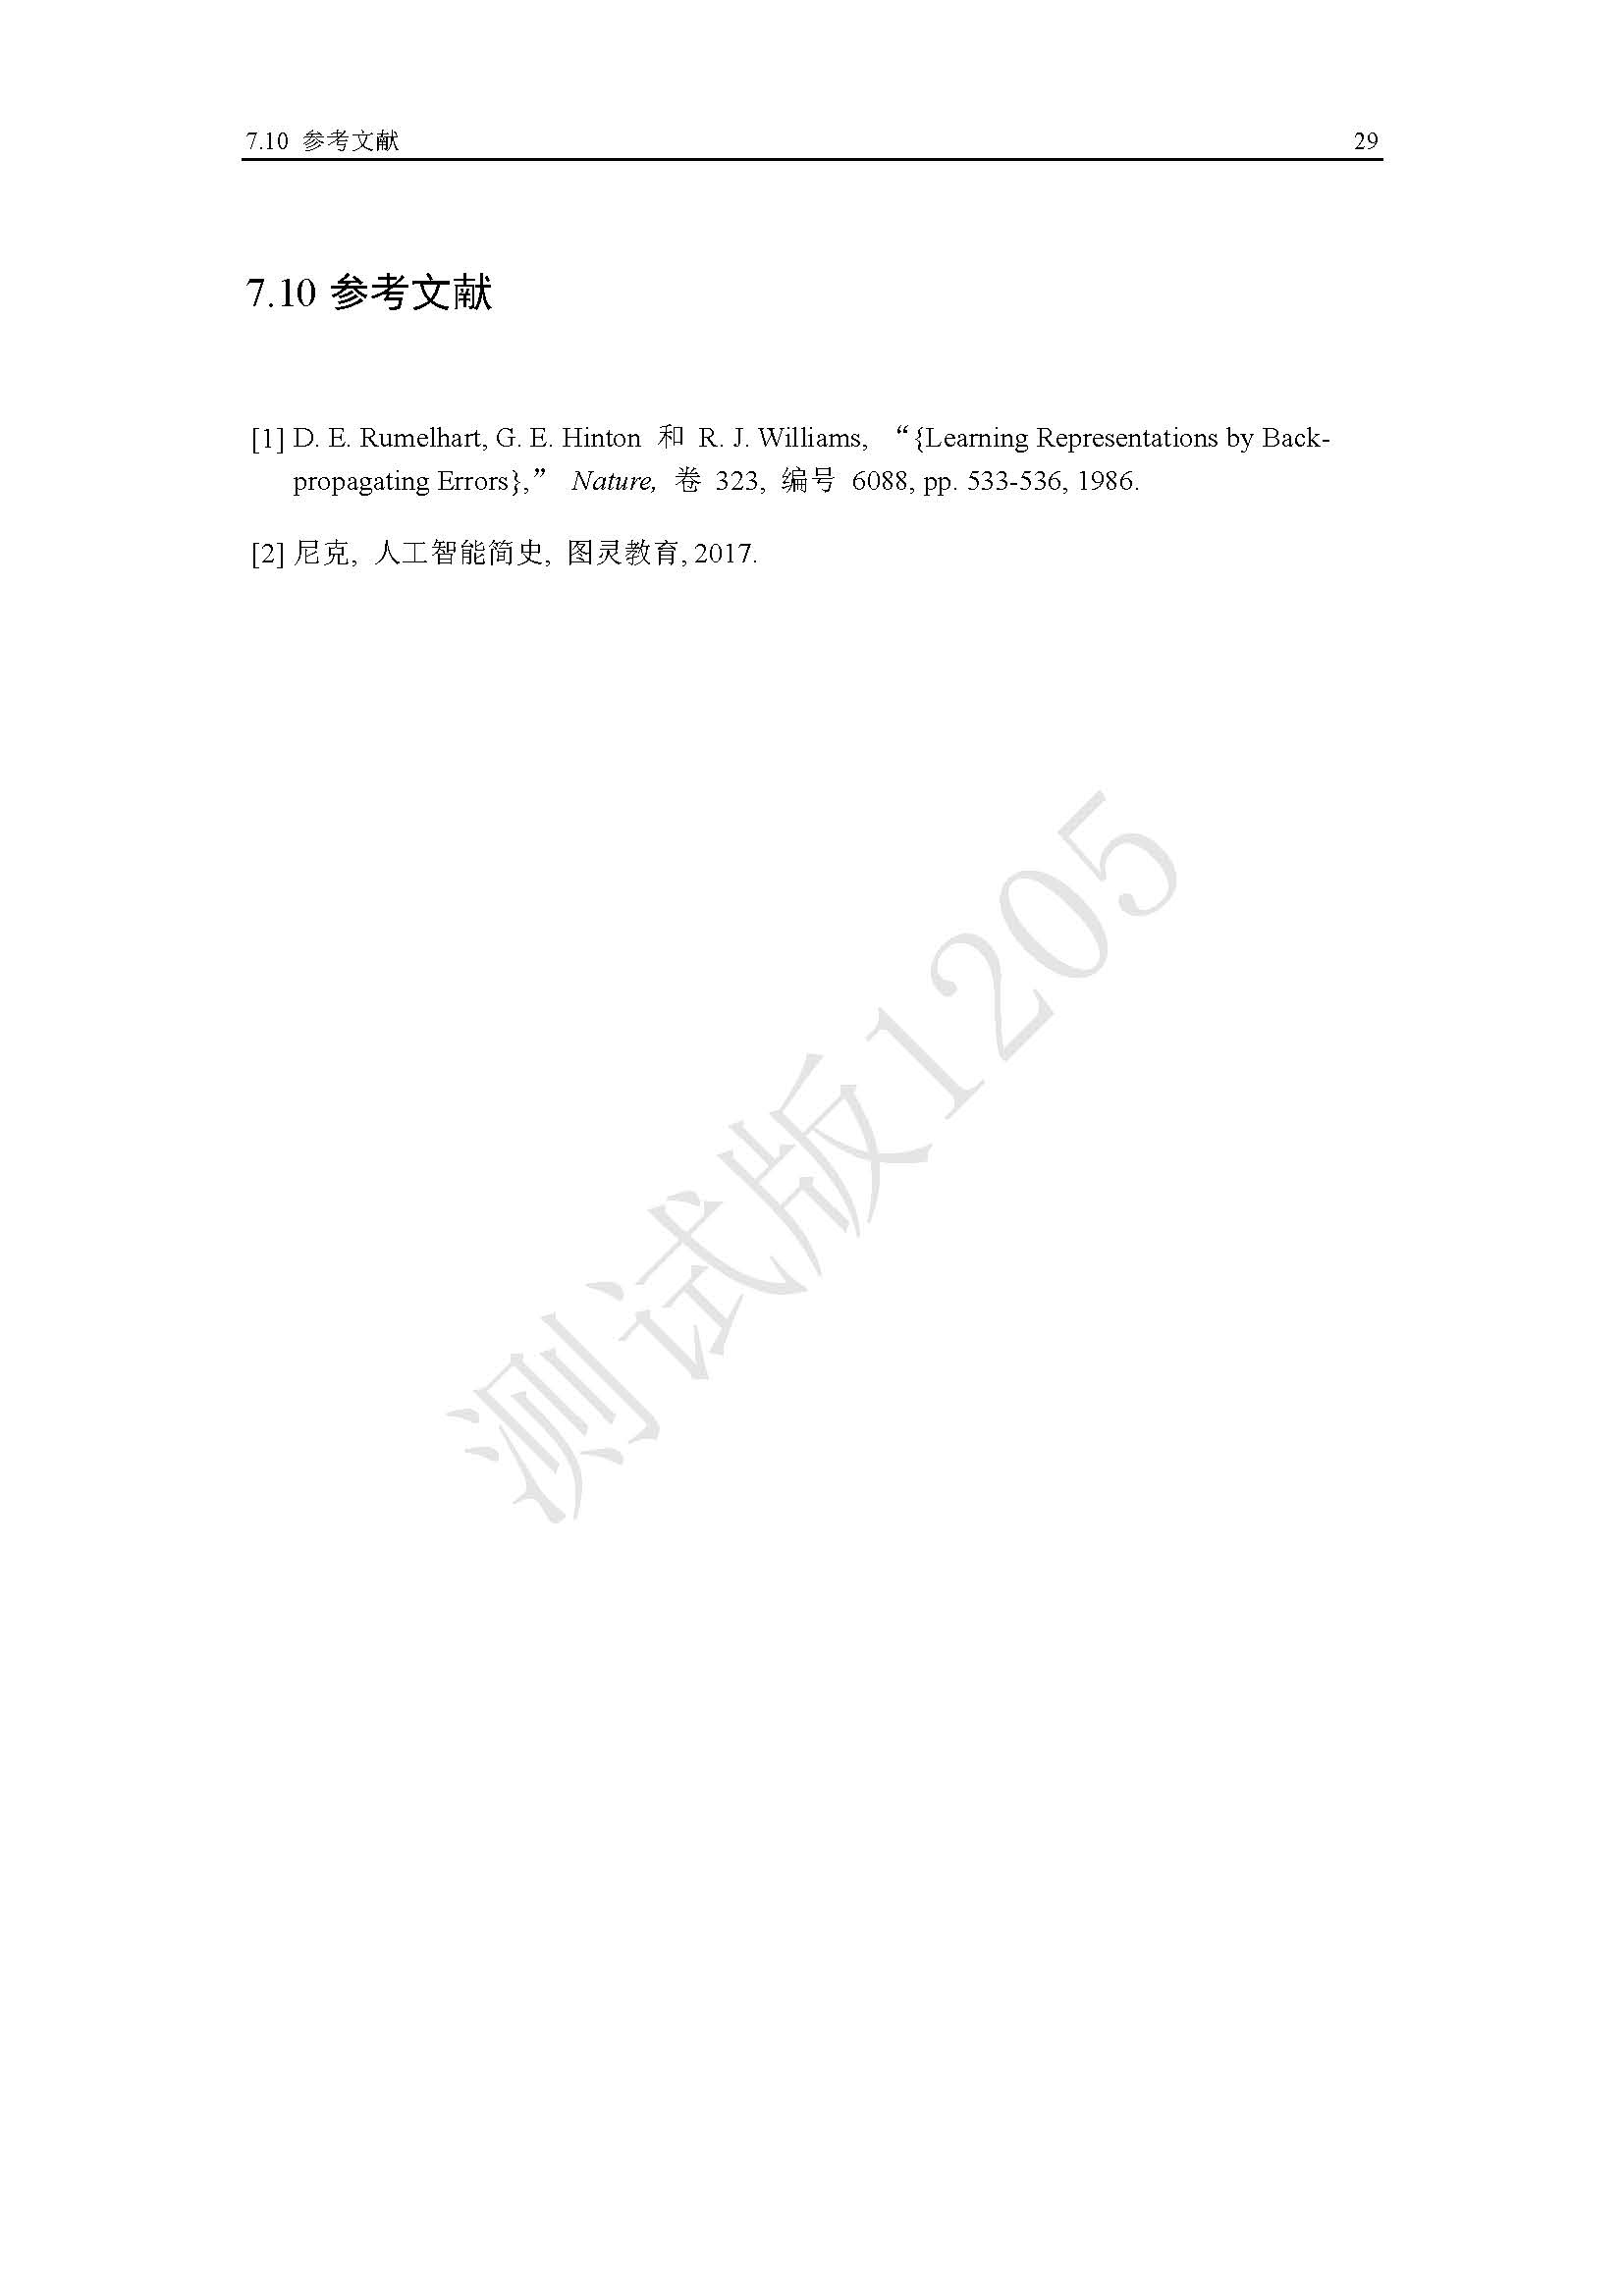 7.10 参考文献 29
7.10 参考文献
[1] D. E. Rumelhart, G. E. Hinton 和 R. J. Williams, “{Learning Representations by Back-
propagating Errors},” Nature, 卷 323, 编号 6088, pp. 533-536, 1986.
[2] 尼克, 人工智能简史, 图灵教育, 2017.
测试版1205